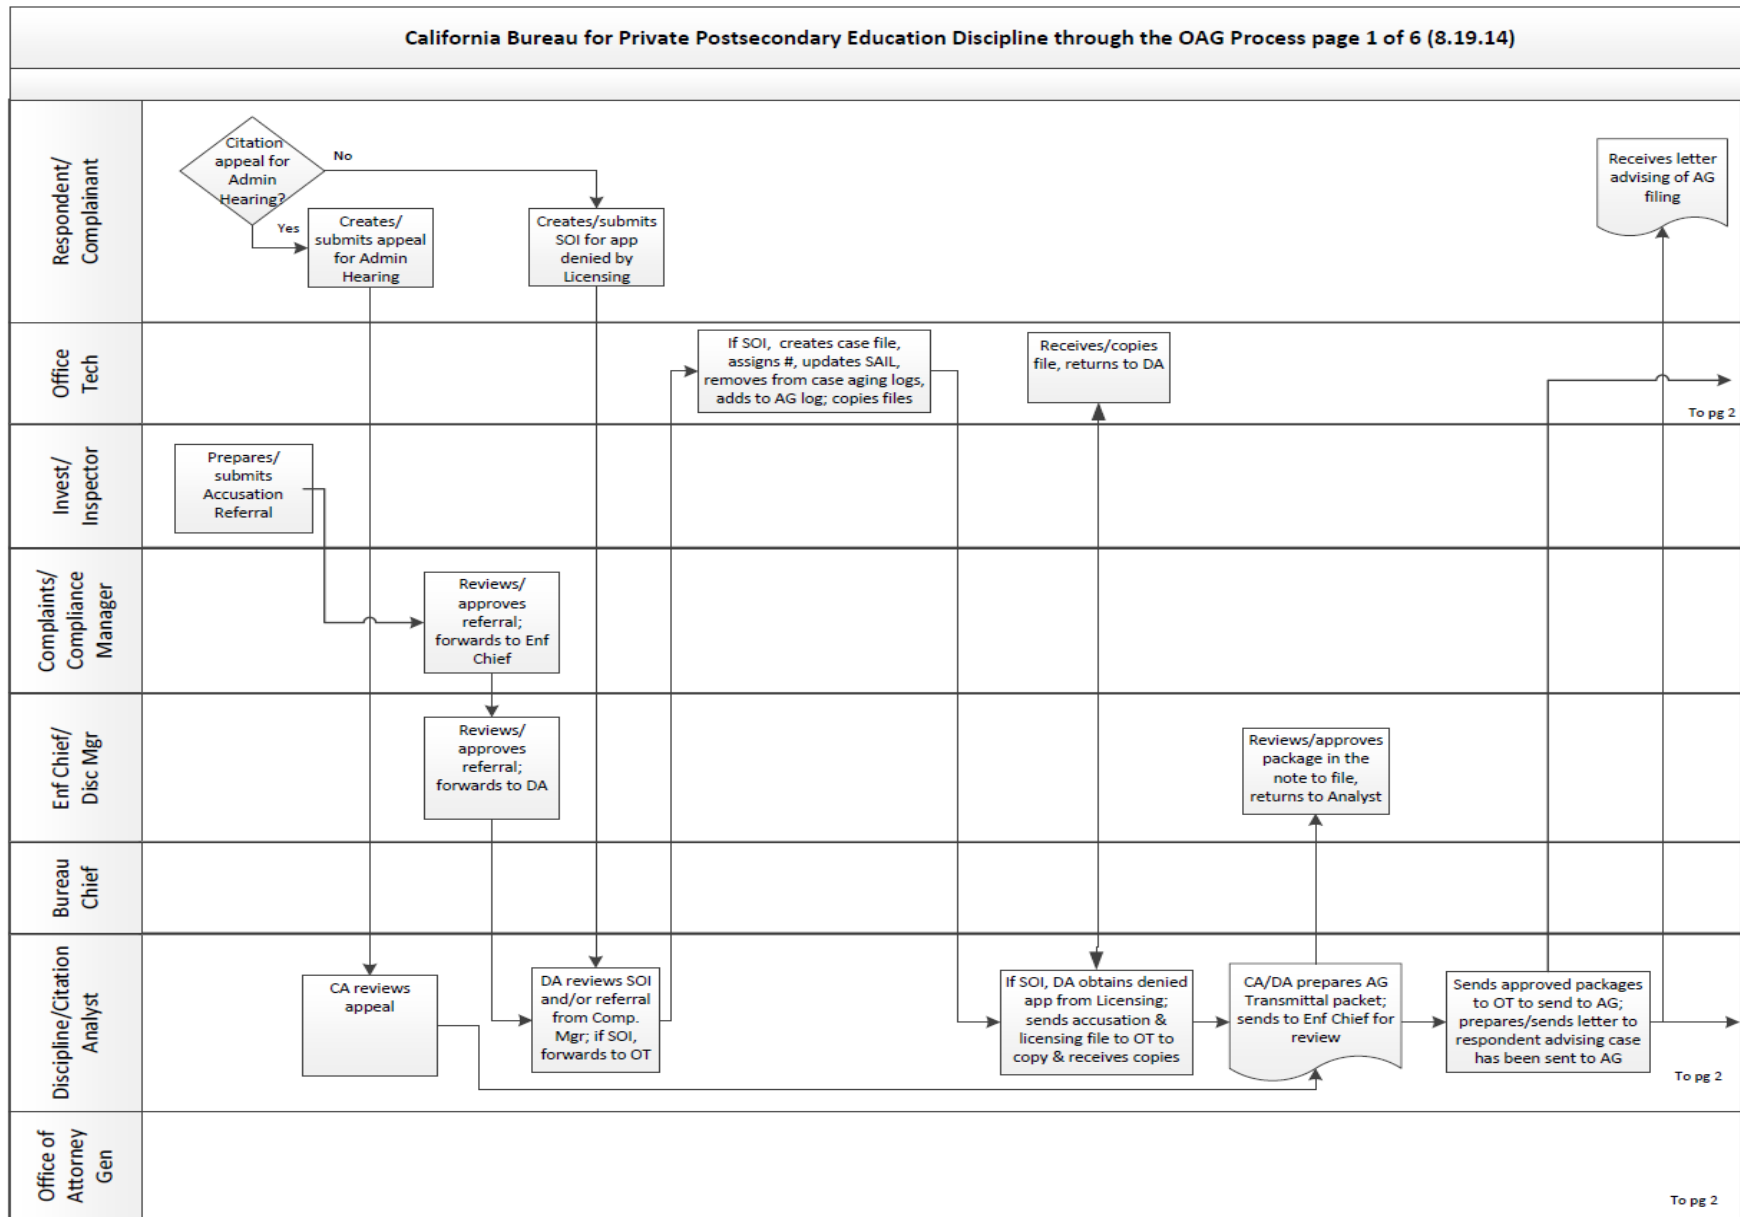 California Bureau for Private Postsecondary Education Discipline through the OAG Process page 1 of 6 (8.19.14)
Respondent/
Complainant
Citation
appeal for
Admin
Hearing?
No
Yes
Creates/
submits appeal
for Admin
Hearing
Creates/submits
SOI for app
denied by
Licensing
Receives letter
advising of AG
filing
Office
Tech
If SOI, creates case file,
assigns #, updates SAIL,
removes from case aging logs,
adds to AG log; copies files
Receives/copies
file, returns to DA
To pg 2
Invest/
Inspector
Prepares/
submits
Accusation
Referral
Complaints/
Compliance
Manager
Reviews/
approves
referral;
forwards to Enf
Chief
Enf Chief/
Disc Mgr
Reviews/
approves
referral;
forwards to DA
Reviews/approves
package in the
note to file,
returns to Analyst
Bureau
Chief
Discipline/Citation
Analyst
CA reviews
appeal
DA reviews SOI
and/or referral
from Comp.
Mgr; if SOI,
forwards to OT
If SOI, DA obtains denied
app from Licensing;
sends accusation &
licensing file to OT to
copy & receives copies
CA/DA prepares AG
Transmittal packet;
sends to Enf Chief for
review
Sends approved packages
to OT to send to AG;
prepares/sends letter to
respondent advising case
has been sent to AG
To pg 2
Office of
Attorney
Gen
To pg 2